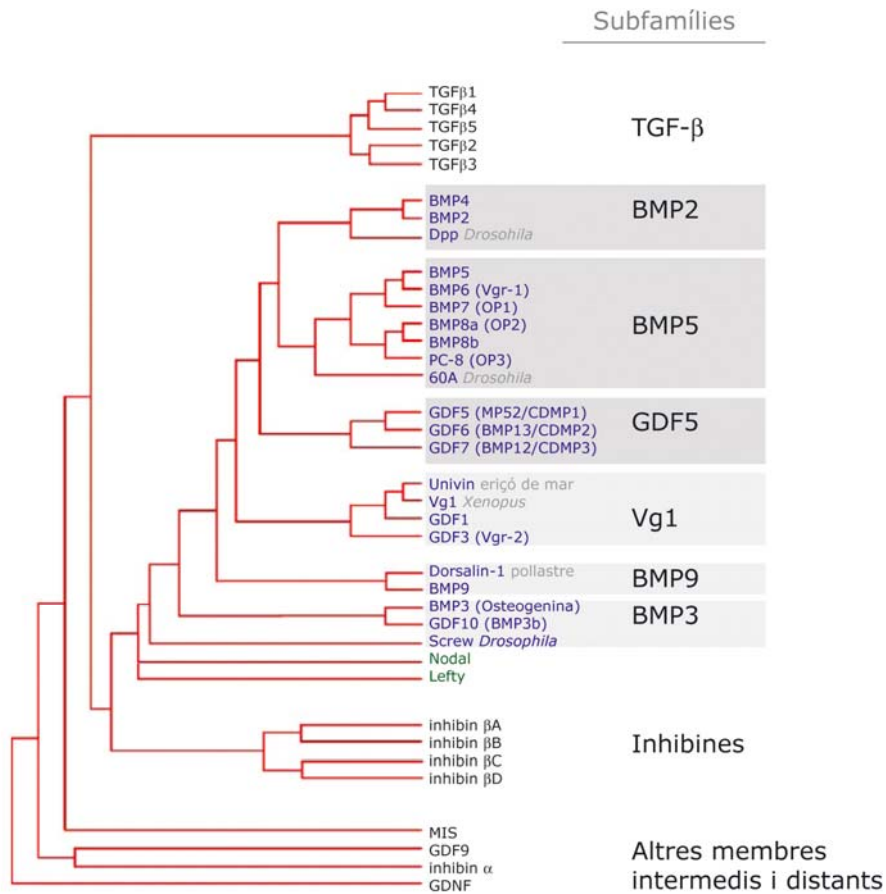 Subfamílies
TGFβ1
TGFβ4
TGFβ5
TGFβ2
TGFβ3
TGF-β
BMP4
BMP2
Dpp Drosohila
BMP2
BMP5
BMP6 (Vgr-1)
BMP7 (OP1)
BMP8a (OP2)
BMP8b
PC-8 (OP3)
60A Drosohila
BMP5
GDF5 (MP52/CDMP1)
GDF6 (BMP13/CDMP2)
GDF7 (BMP12/CDMP3)
GDF5
Univin eriçó de mar
Vg1 Xenopus
GDF1
GDF3 (Vgr-2)
Vg1
Dorsalin-1 pollastre
BMP9
BMP9
BMP3 (Osteogenina)
GDF10 (BMP3b)
Screw Drosophila
BMP3
Nodal
Lefty
inhibin βA
inhibin βB
inhibin βC
inhibin βD
Inhibines
MIS
GDF9
inhibin α
GDNF
Altres membres
intermedis i distants